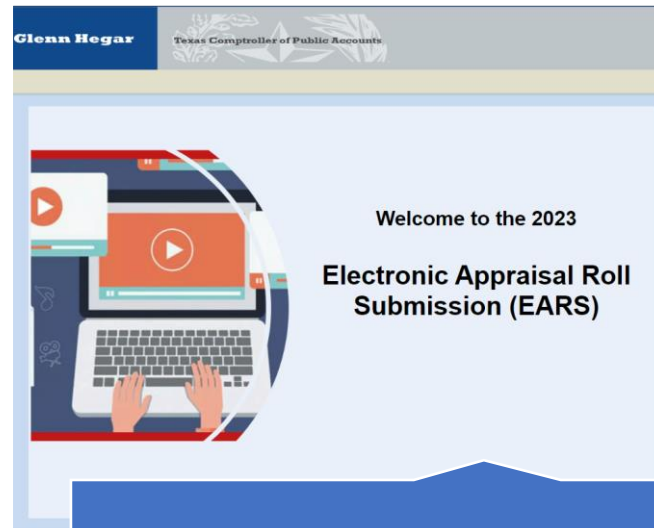 Glenn Hegar
Texas Comptroller of Public Accounts
Welcome to the 2023
Electronic Appraisal Roll
Submission (EARS)